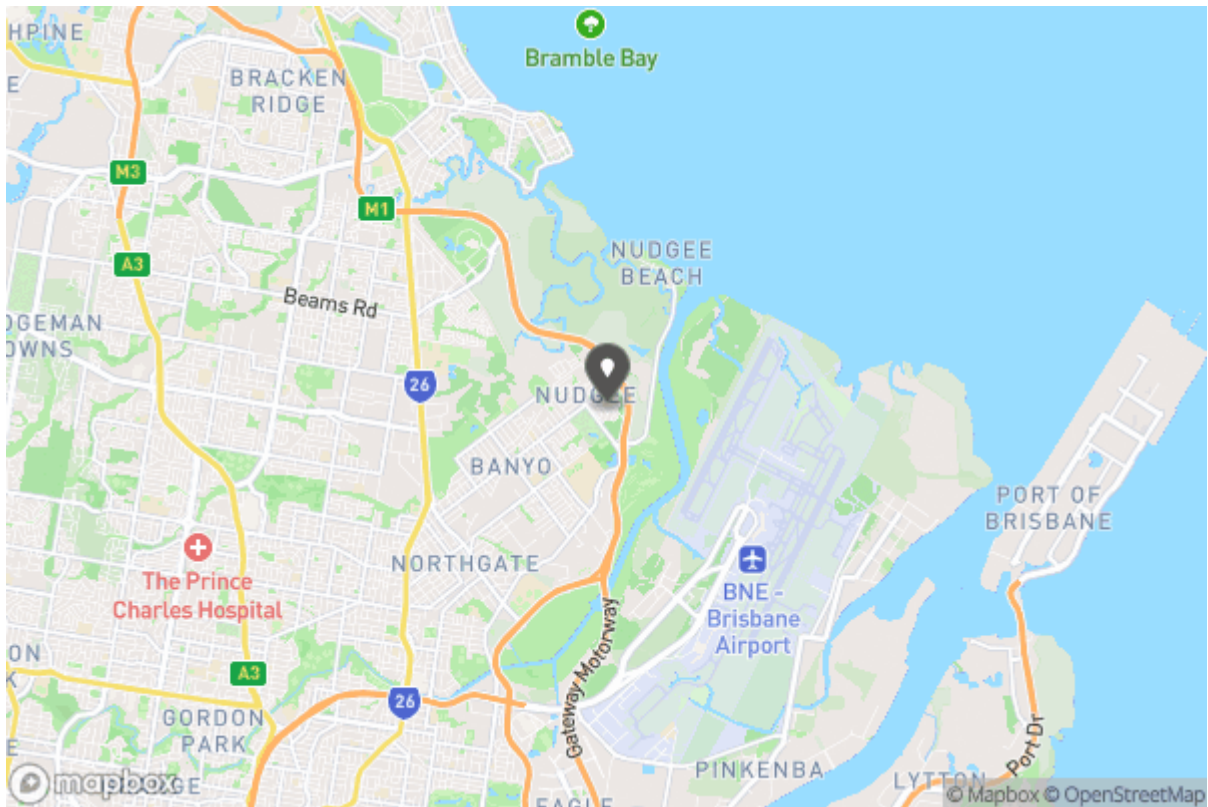 HPINE
Bramble Bay
BRACKEN
RIDGE
M3
M1
NUDGEE
BEACH
A3
Beams Rd
DGEMAN
OWNS
26
NUDGEE
BANYO
PORT OF
BRISBANE
NORTHGATE
The Prince
Charles Hospital
BNE -
Brisbane
Airport
Gateway Motorway
ON
K
A3
26
GORDON
PARK
PINKENBA
Port Dr
LYTTON
E
mapbox
EAGLE
© Mapbox © OpenStreetMap